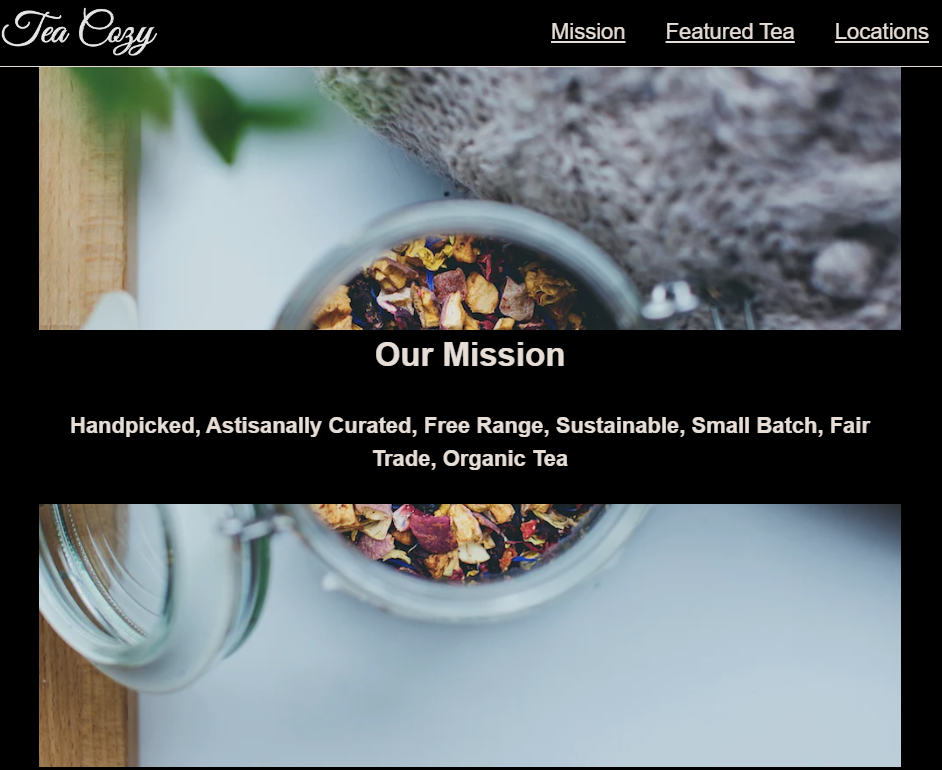 Tea Cozy
Mission Featured Tea Locations
Our Mission
Handpicked, Astisanally Curated, Free Range, Sustainable, Small Batch, Fair
Trade, Organic Tea